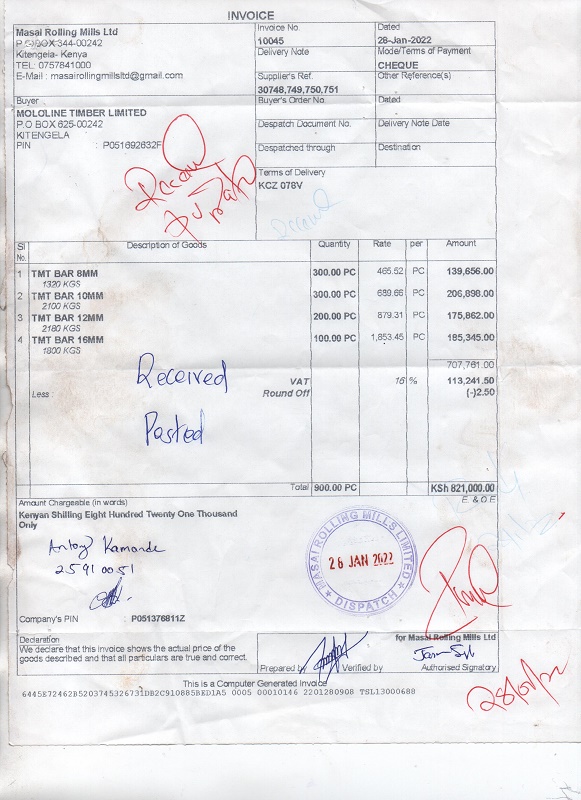 INVOICE
Masai Rolling Mills Ltd
P.O BOX 344-00242
Kitengela- Kenya
TEL: 0757841000
E-Mail : masairollingmillsltd@gmail.com
Invoice No.
10045
Dated
28-Jan-2022
Delivery Note
Mode/Terms of Payment
CHEQUE
Supplier's Ref.
30748,749,750,751
Other Reference(s)
Buyer
MOLOLINE TIMBER LIMITED
P.O BOX 625-00242
KITENGELA
PIN : P051692632F
Buyer's Order No.
Dated
Despatch Document No.
Delivery Note Date
Despatched through
Destination
Terms of Delivery
KCZ 078V
Sl No. Description of Goods Quantity Rate per Amount
1 TMT BAR 8MM 300.00 PC 465.52 PC 139,656.00
1320 KGS
2 TMT BAR 10MM 300.00 PC 689.66 PC 206,898.00
2100 KGS
3 TMT BAR 12MM 200.00 PC 879.31 PC 175,862.00
2180 KGS
4 TMT BAR 16MM 100.00 PC 1,853.45 PC 185,345.00
1800 KGS
707,761.00
Received
VAT 16 % 113,241.50
Less : Round Off (-)2.50
Posted
Total 900.00 PC KSh 821,000.00
Amount Chargeable (in words) E. & O.E
Kenyan Shilling Eight Hundred Twenty One Thousand
Only
Antony Kamande
25910051
MASAI ROLLING MILLS LIMITED
28 JAN 2022
DISPATCH
Company's PIN : P051376811Z
Declaration
We declare that this invoice shows the actual price of the
goods described and that all particulars are true and correct.
for Masai Rolling Mills Ltd
Prepared by Verified by Authorised Signatory
28/01/22
This is a Computer Generated Invoice
6445872462B5203745326731DB2C910885BED1A5 0005 00010146 2201280908 TSL13000688